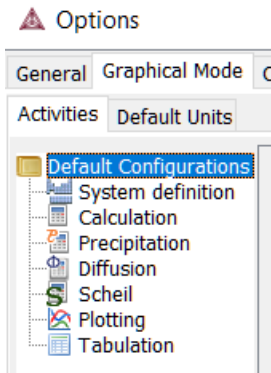 Options
General Graphical Mode
Activities Default Units
Default Configurations
System definition
Calculation
Precipitation
Diffusion
Scheil
Plotting
Tabulation